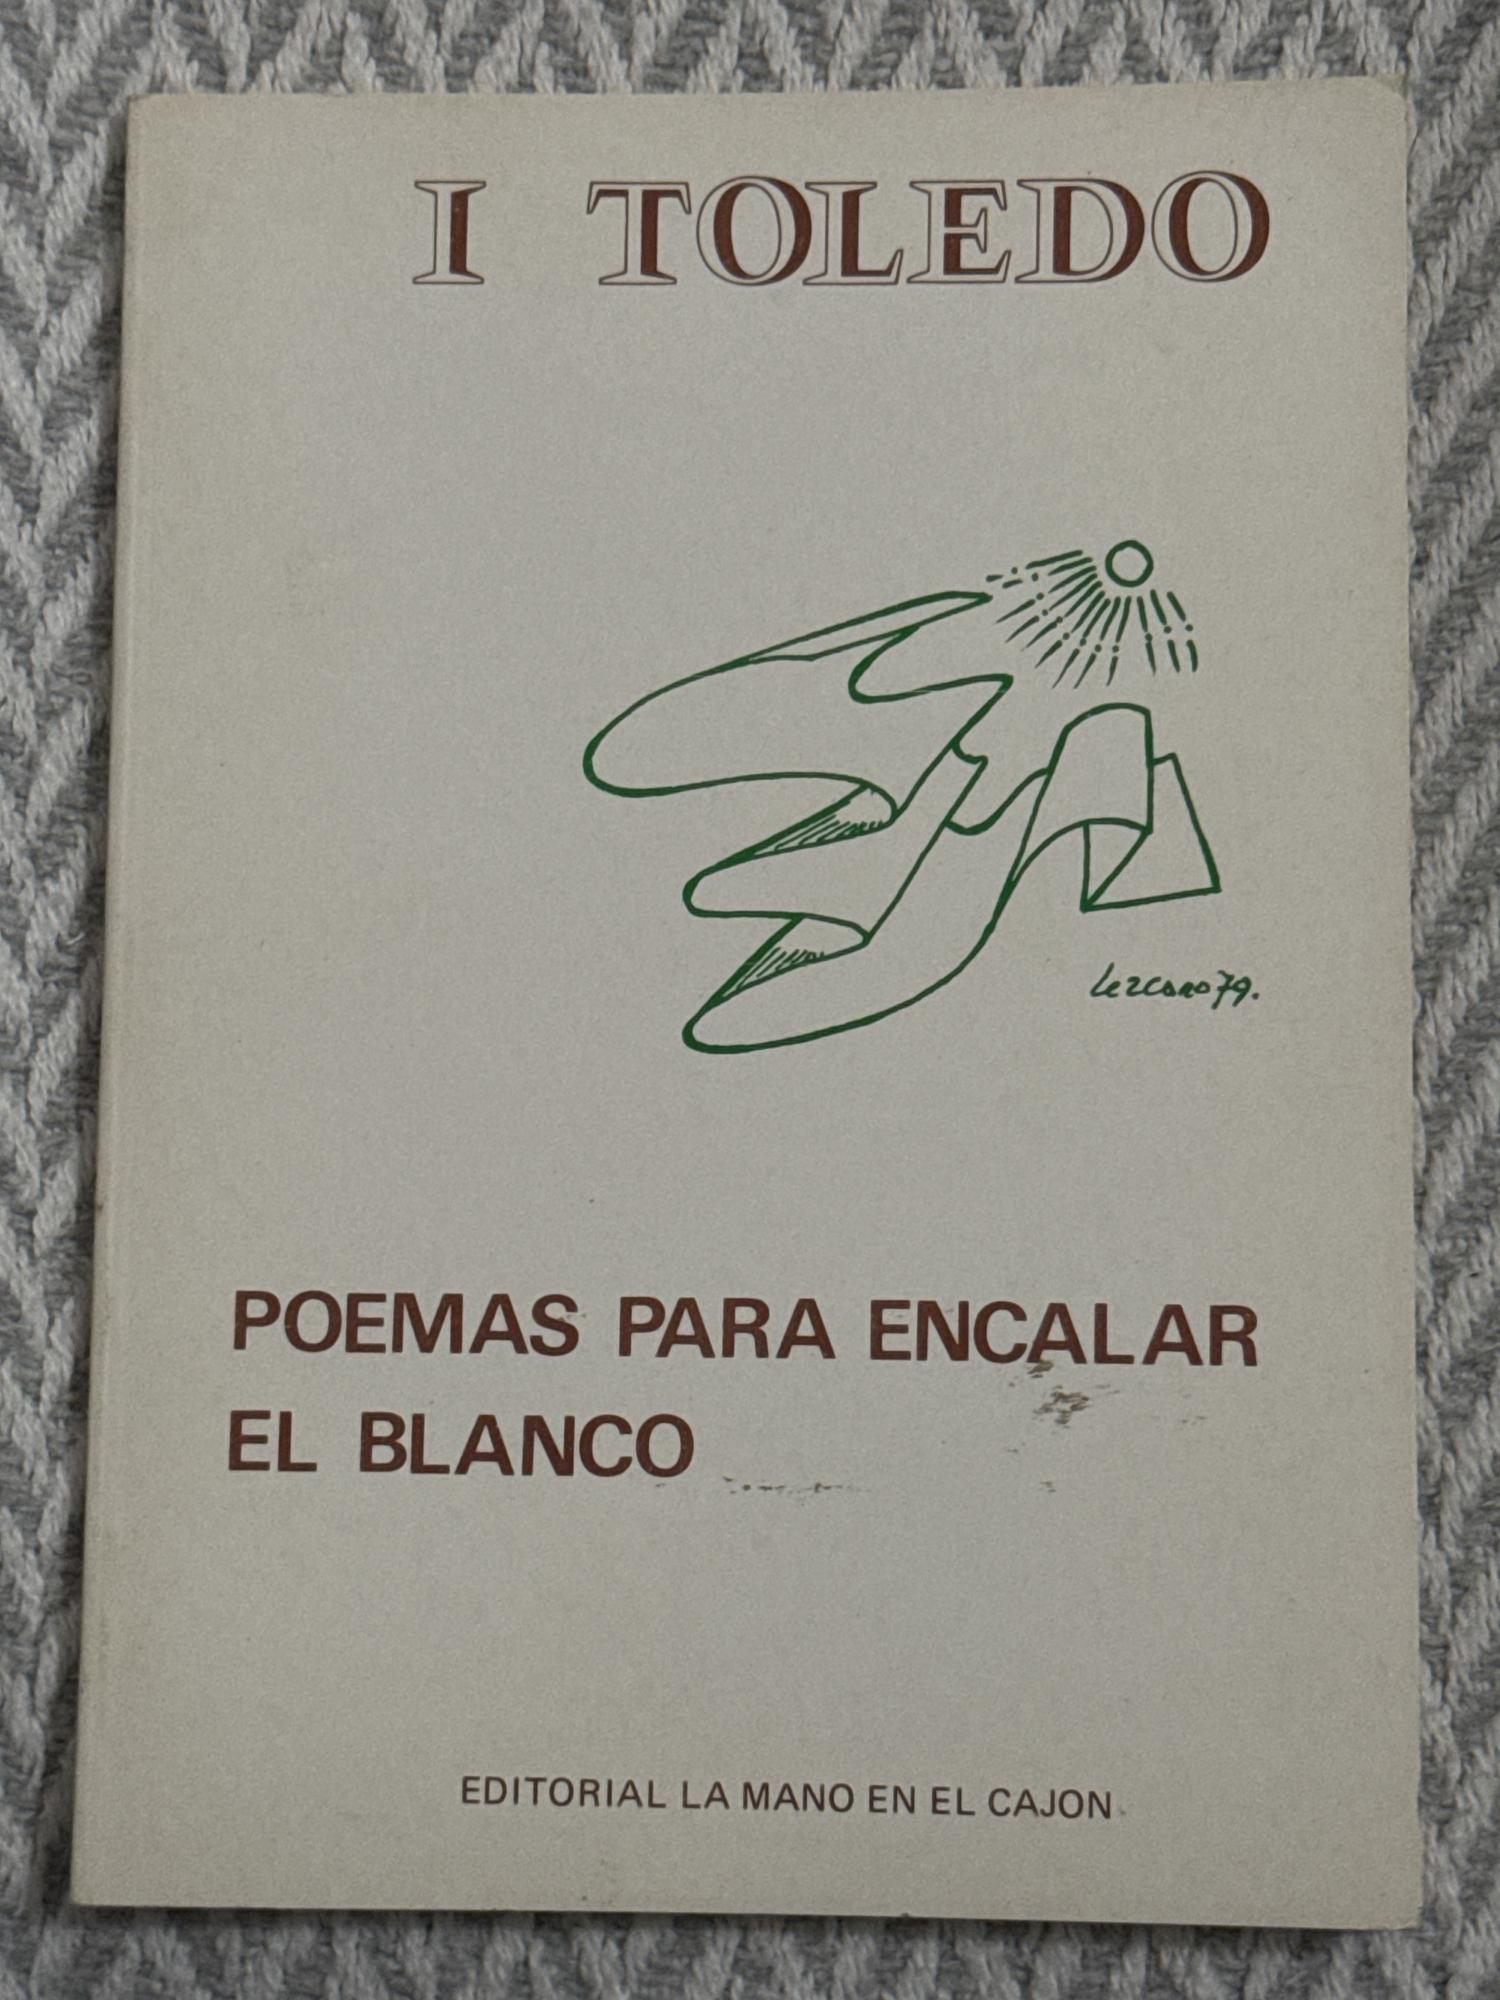 I TOLEDO
Lezcano 79.
POEMAS PARA ENCALAR
EL BLANCO
EDITORIAL LA MANO EN EL CAJON